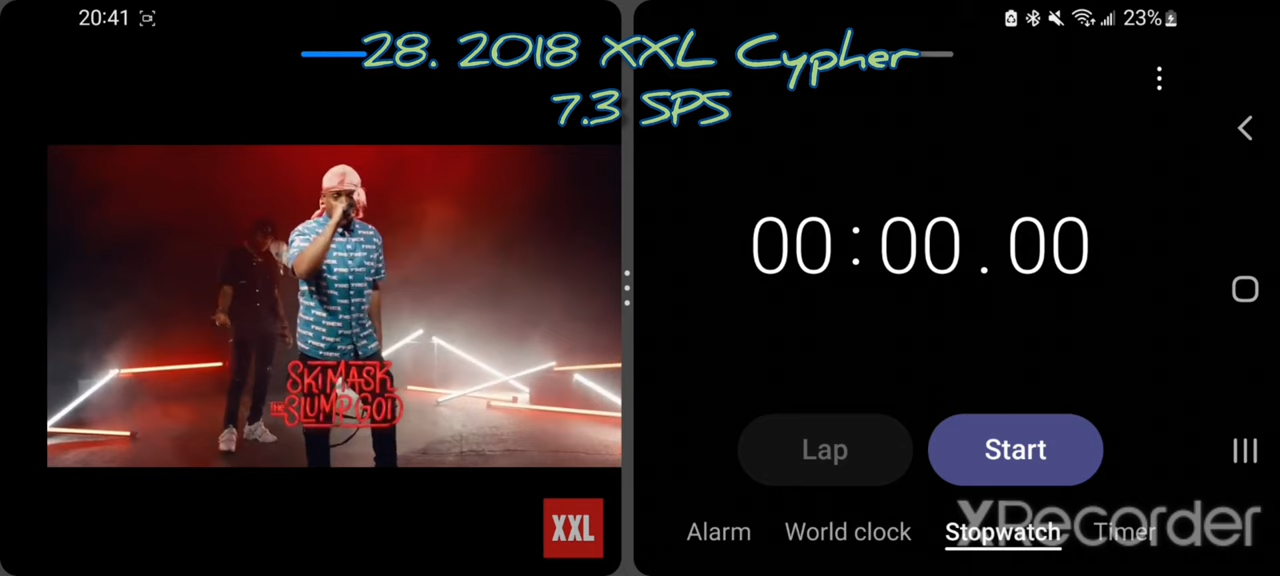 20:41
23%
28. 2018 XXL Cypher
7.3 SPS
00:00.00
SKI MASK
THE SLUMP GOD
XXL
Lap
Start
Alarm
World clock
Stopwatch
Timer
XRecorder